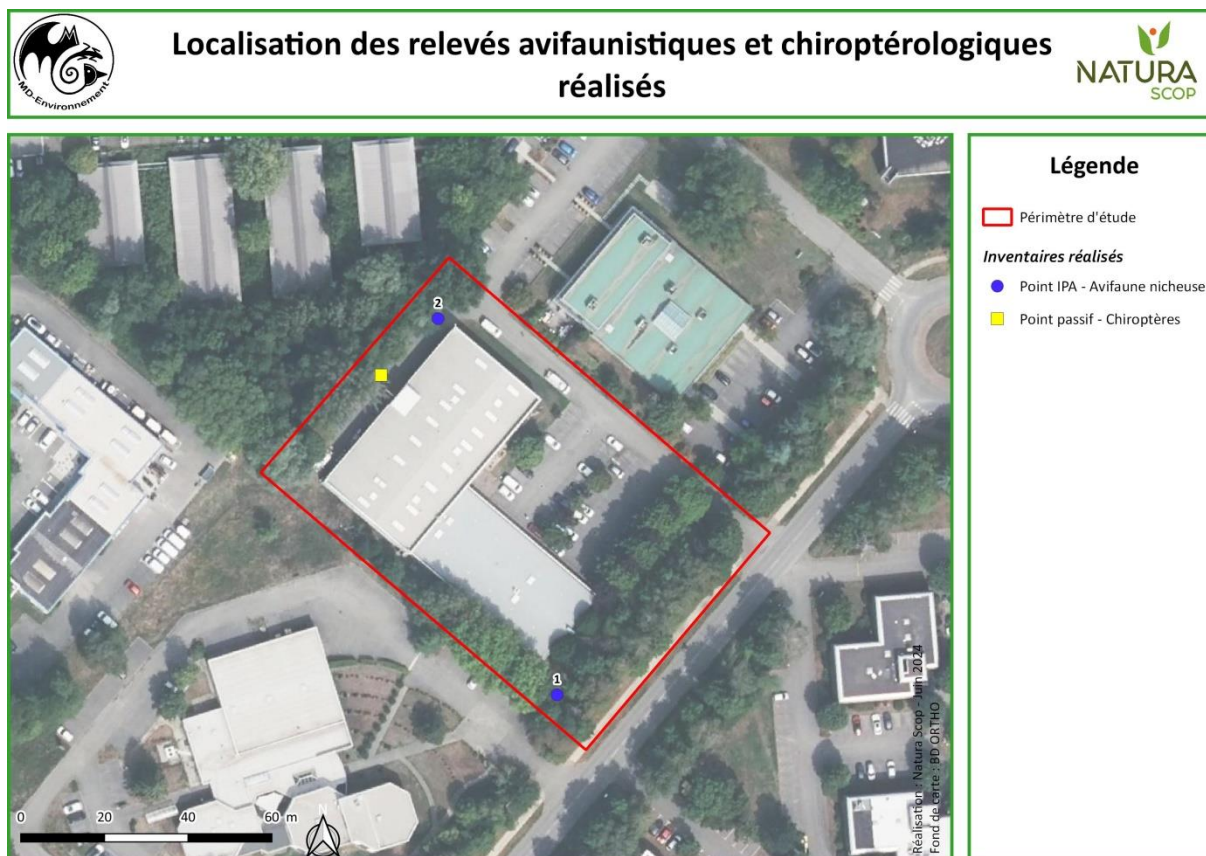 MD-Environnement
Localisation des relevés avifaunistiques et chiroptérologiques
réalisés
NATURA
SCOP
2
1
0 20 40 60 m
N
Réalisation : Natura Scop - Juin 2024
Fond de carte : BD ORTHO
Légende
Périmètre d'étude
Inventaires réalisés
Point IPA - Avifaune nicheuse
Point passif - Chiroptères